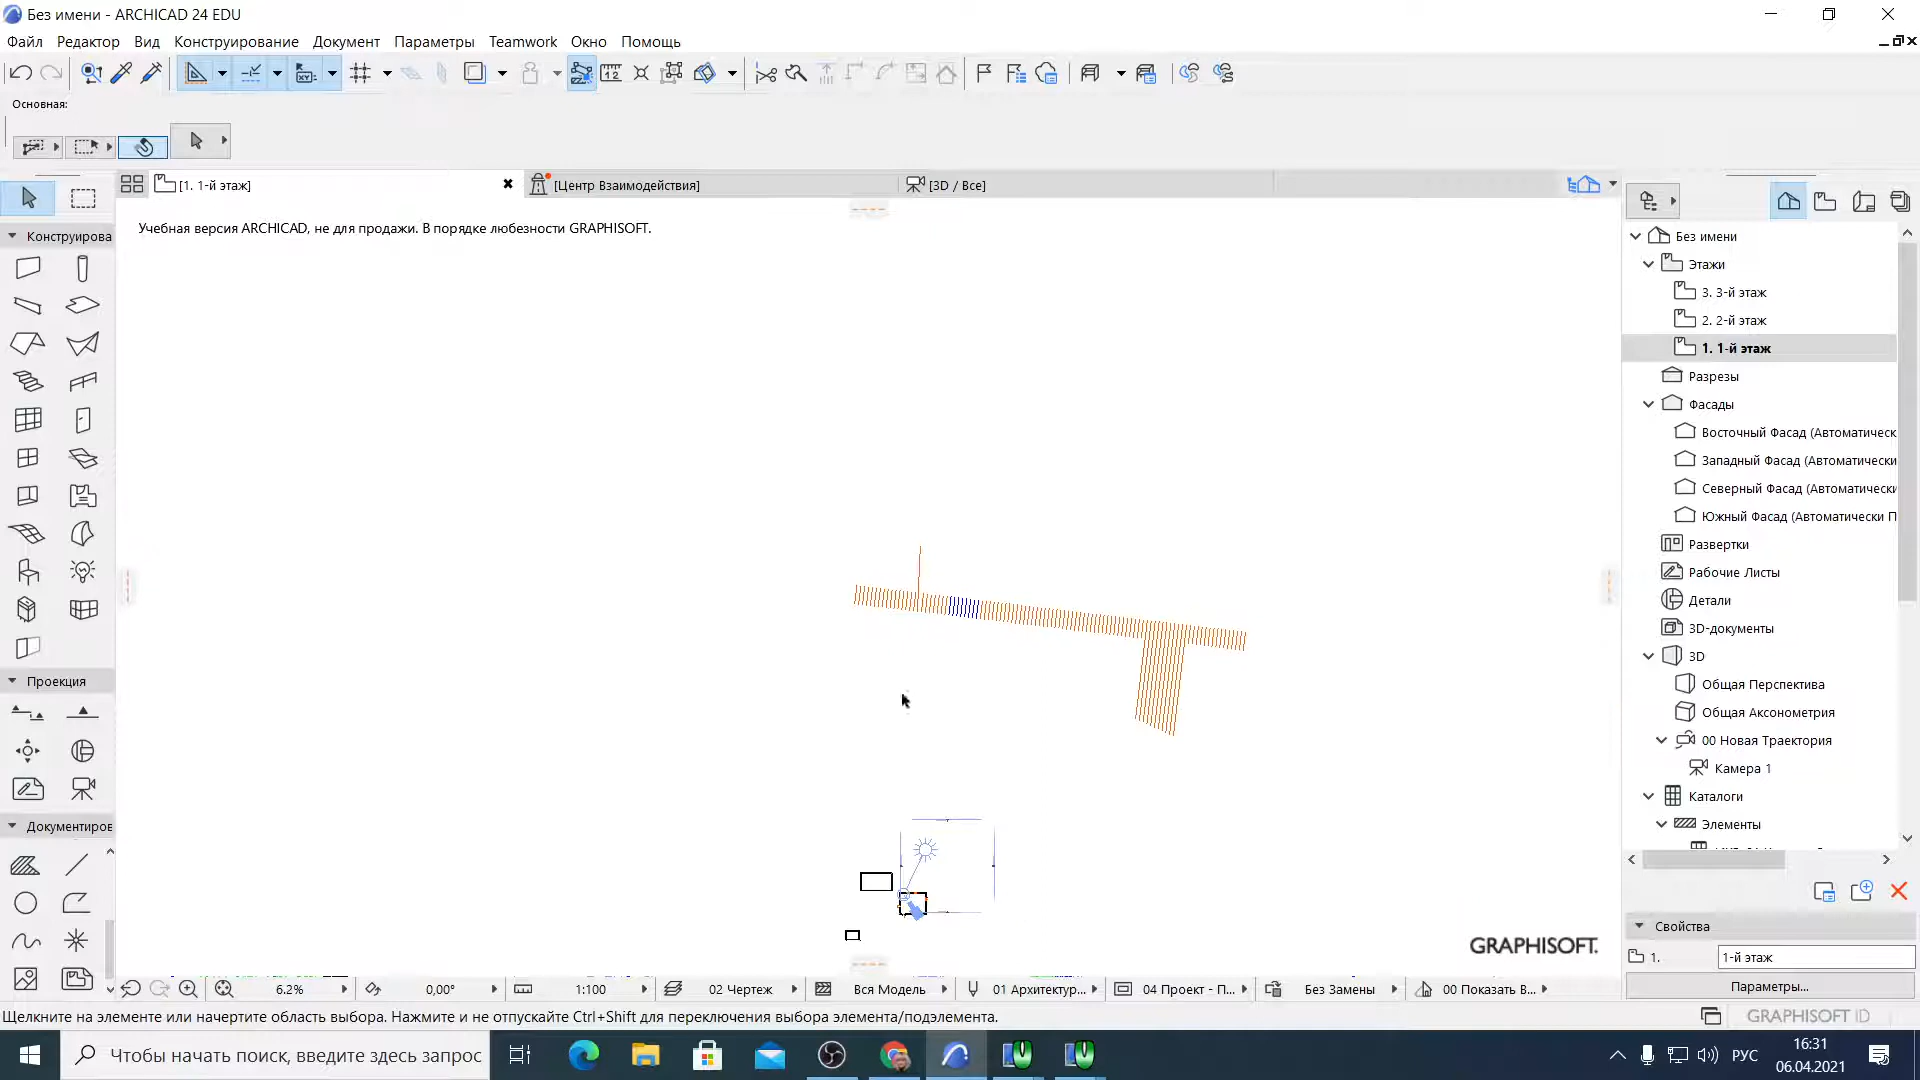 Без имени - ARCHICAD 24 EDU
Файл Редактор Вид Конструирование Документ Параметры Teamwork Окно Помощь
Основная:
[1. 1-й этаж]
[Центр Взаимодействия]
[3D / Все]
Учебная версия ARCHICAD, не для продажи. В порядке любезности GRAPHISOFT.
Конструирова
Проекция
Документиров
Без имени
Этажи
3. 3-й этаж
2. 2-й этаж
1. 1-й этаж
Разрезы
Фасады
Восточный Фасад (Автоматическ
Западный Фасад (Автоматически
Северный Фасад (Автоматически
Южный Фасад (Автоматически П
Развертки
Рабочие Листы
Детали
3D-документы
3D
Общая Перспектива
Общая Аксонометрия
00 Новая Траектория
Камера 1
Каталоги
Элементы
Свойства
1.
1-й этаж
Параметры...
GRAPHISOFT.
6.2%
0,00°
1:100
02 Чертеж
Вся Модель
01 Архитектур...
04 Проект - П...
Без Замены
00 Показать В...
Щелкните на элементе или начертите область выбора. Нажмите и не отпускайте Ctrl+Shift для переключения выбора элемента/подэлемента.
GRAPHISOFT ID
Чтобы начать поиск, введите здесь запрос
РУС
16:31
06.04.2021